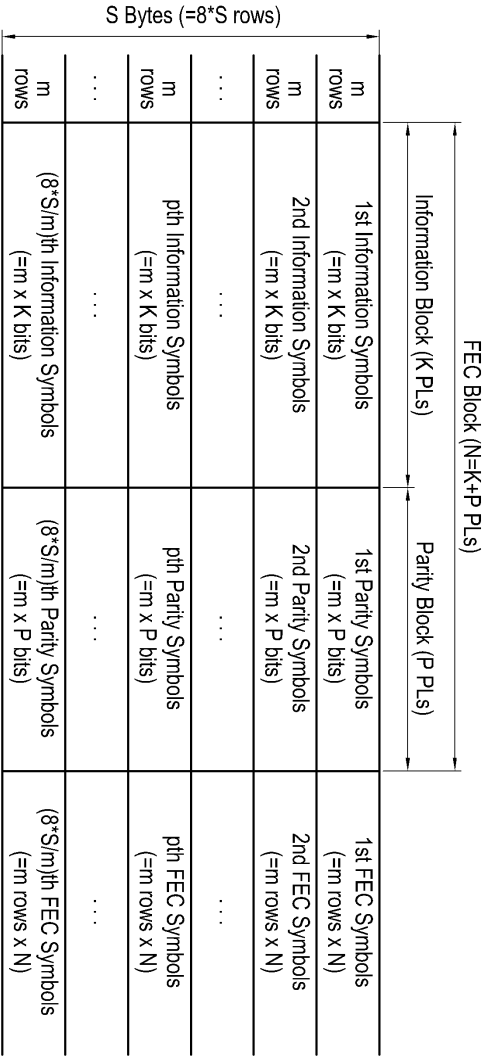 FEC Block (N=K+P PLs)
Information Block (K PLs)
Parity Block (P PLs)
S Bytes (=8*S rows)
m
rows
1st Information Symbols
(=m x K bits)
1st Parity Symbols
(=m x P bits)
1st FEC Symbols
(=m rows x N)
m
rows
2nd Information Symbols
(=m x K bits)
2nd Parity Symbols
(=m x P bits)
2nd FEC Symbols
(=m rows x N)
. . .
. . .
. . .
. . .
m
rows
pth Information Symbols
(=m x K bits)
pth Parity Symbols
(=m x P bits)
pth FEC Symbols
(=m rows x N)
. . .
. . .
. . .
. . .
m
rows
(8*S/m)th Information Symbols
(=m x K bits)
(8*S/m)th Parity Symbols
(=m x P bits)
(8*S/m)th FEC Symbols
(=m rows x N)